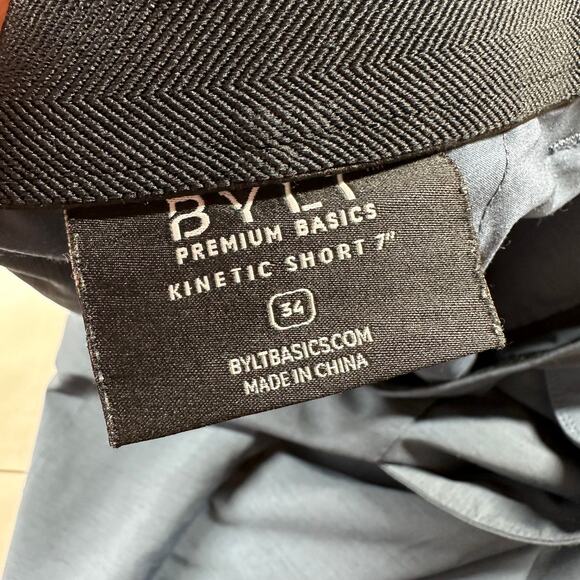 BYLT
PREMIUM BASICS
KINETIC SHORT 7"
34
BYLTBASICS.COM
MADE IN CHINA